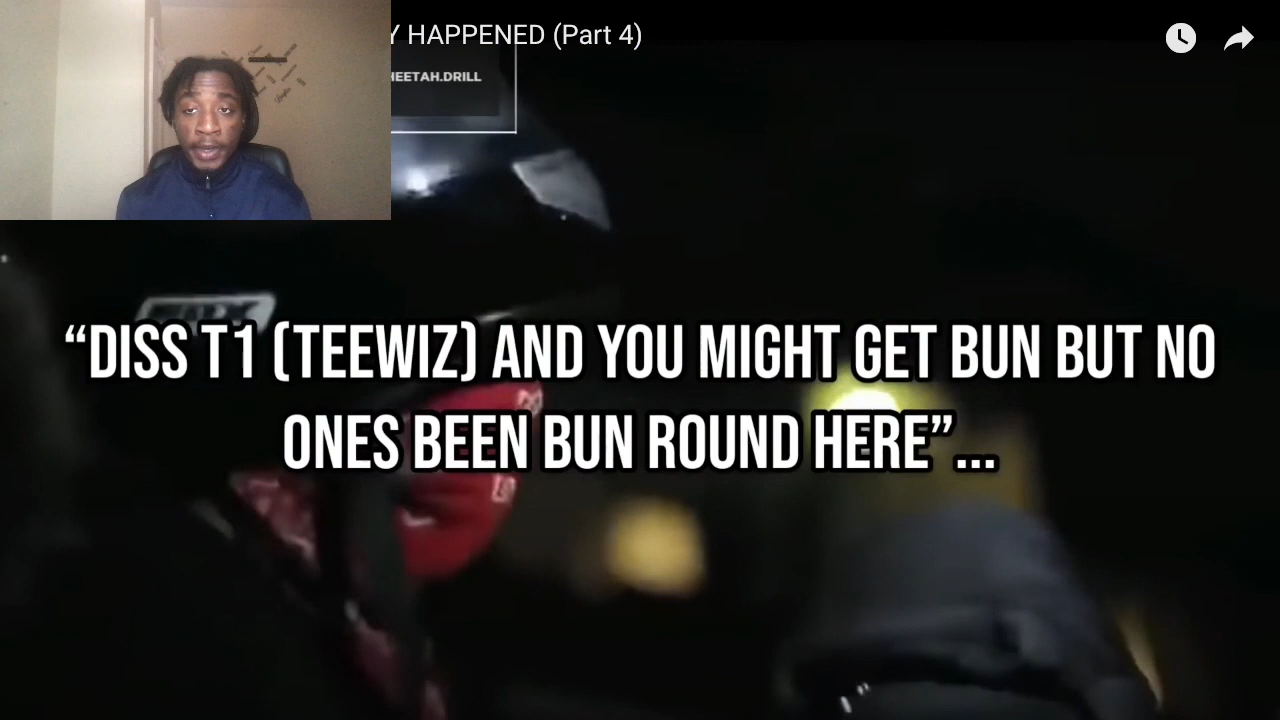 Y HAPPENED (Part 4)
HEETAH.DRILL
“DISS T1 (TEEWIZ) AND YOU MIGHT GET BUN BUT NO
ONES BEEN BUN ROUND HERE”...